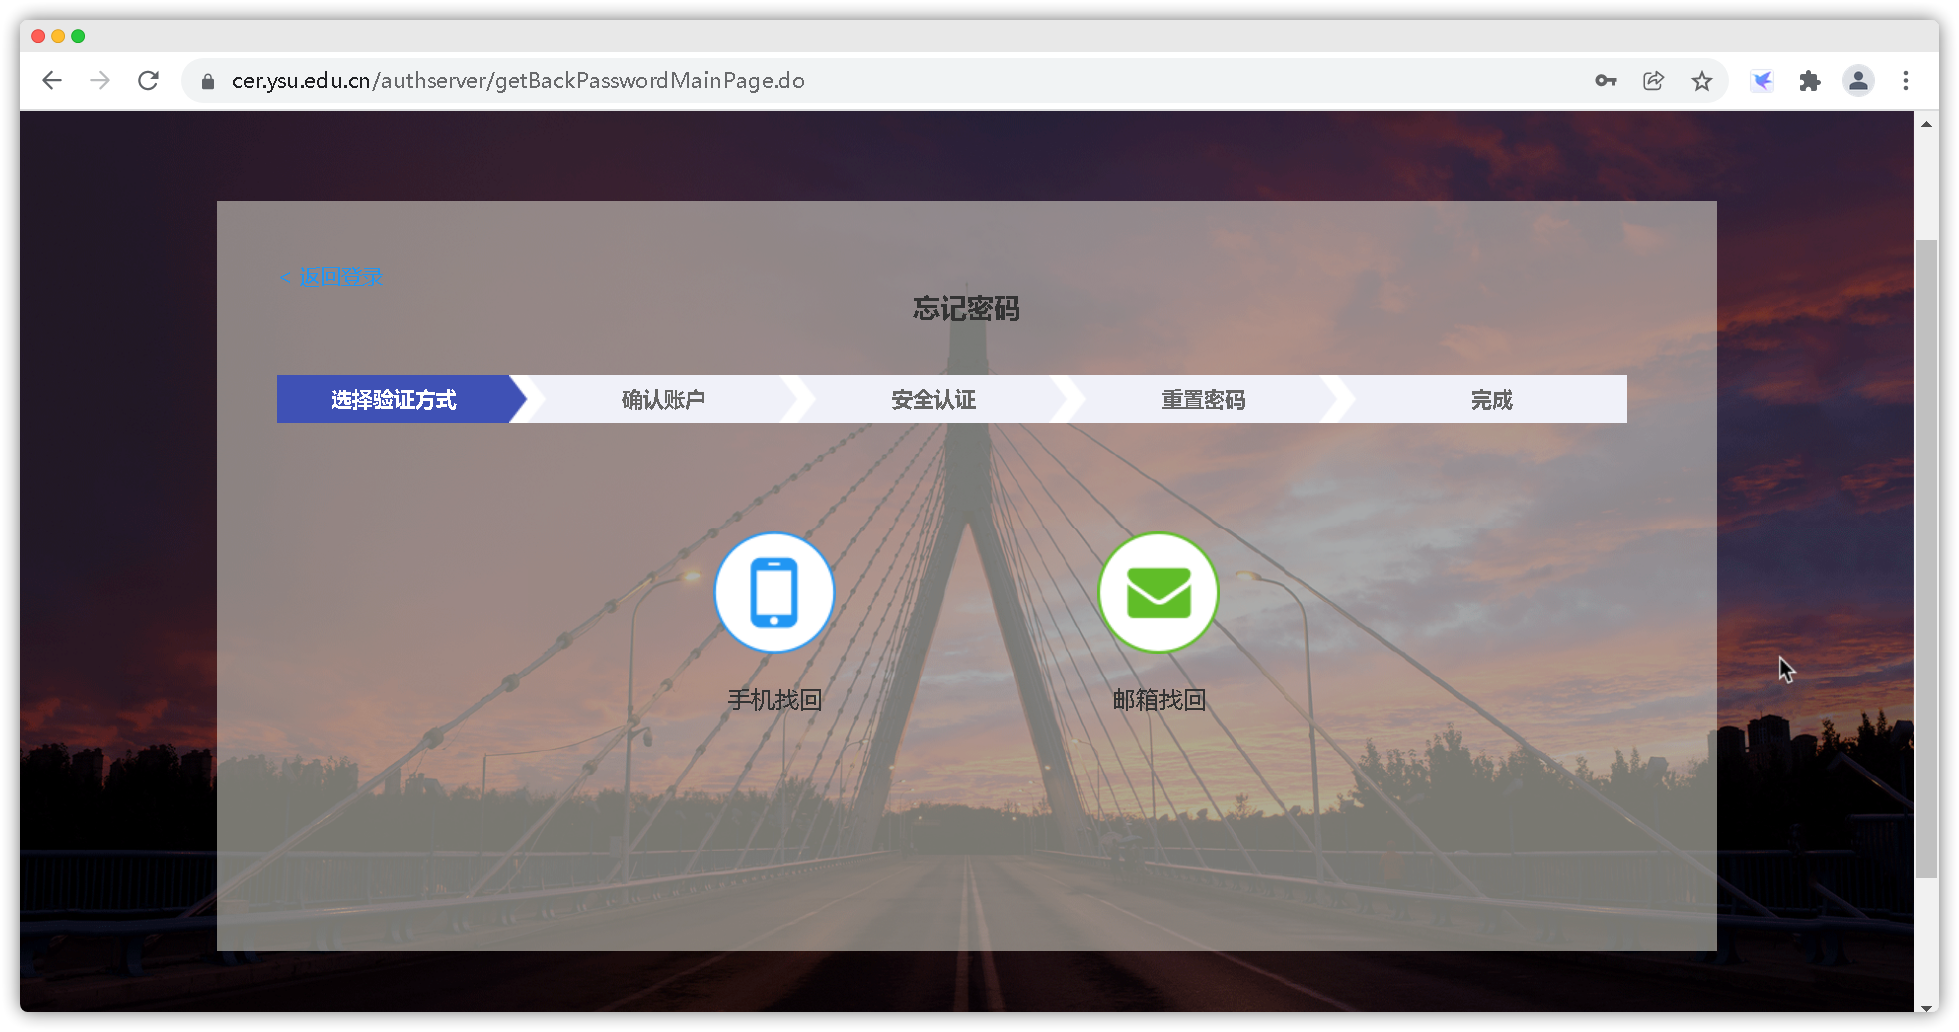 cer.ysu.edu.cn/authserver/getBackPasswordMainPage.do
< 返回登录
忘记密码
选择验证方式 确认账户 安全认证 重置密码 完成
手机找回 邮箱找回